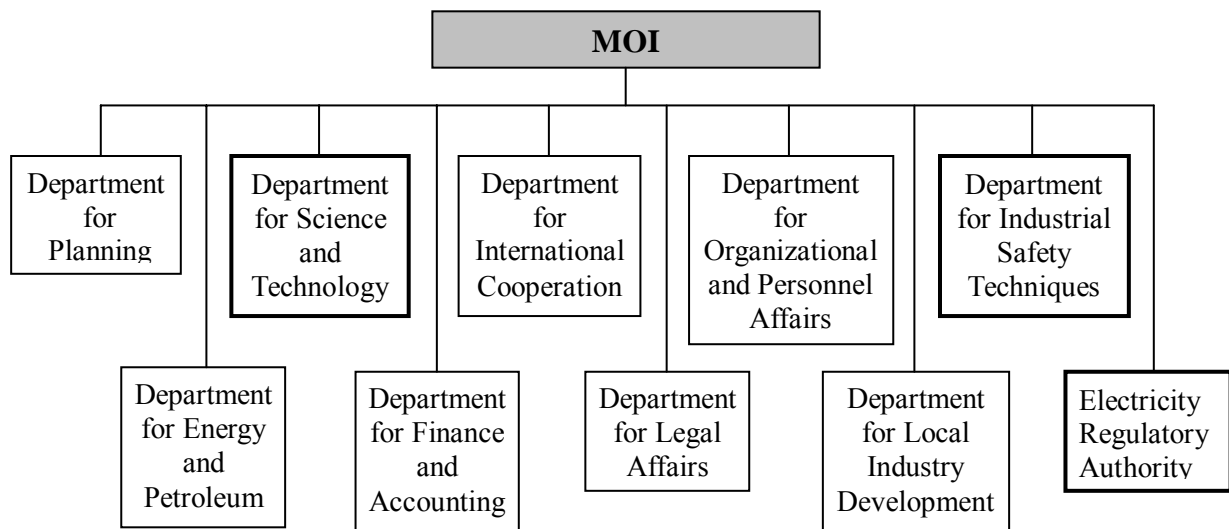 MOI
Department
for
Planning
Department
for Science
and
Technology
Department
for
International
Cooperation
Department
for
Organizational
and Personnel
Affairs
Department
for Industrial
Safety
Techniques
Department
for Energy
and
Petroleum
Department
for Finance
and
Accounting
Department
for Legal
Affairs
Department
for Local
Industry
Development
Electricity
Regulatory
Authority